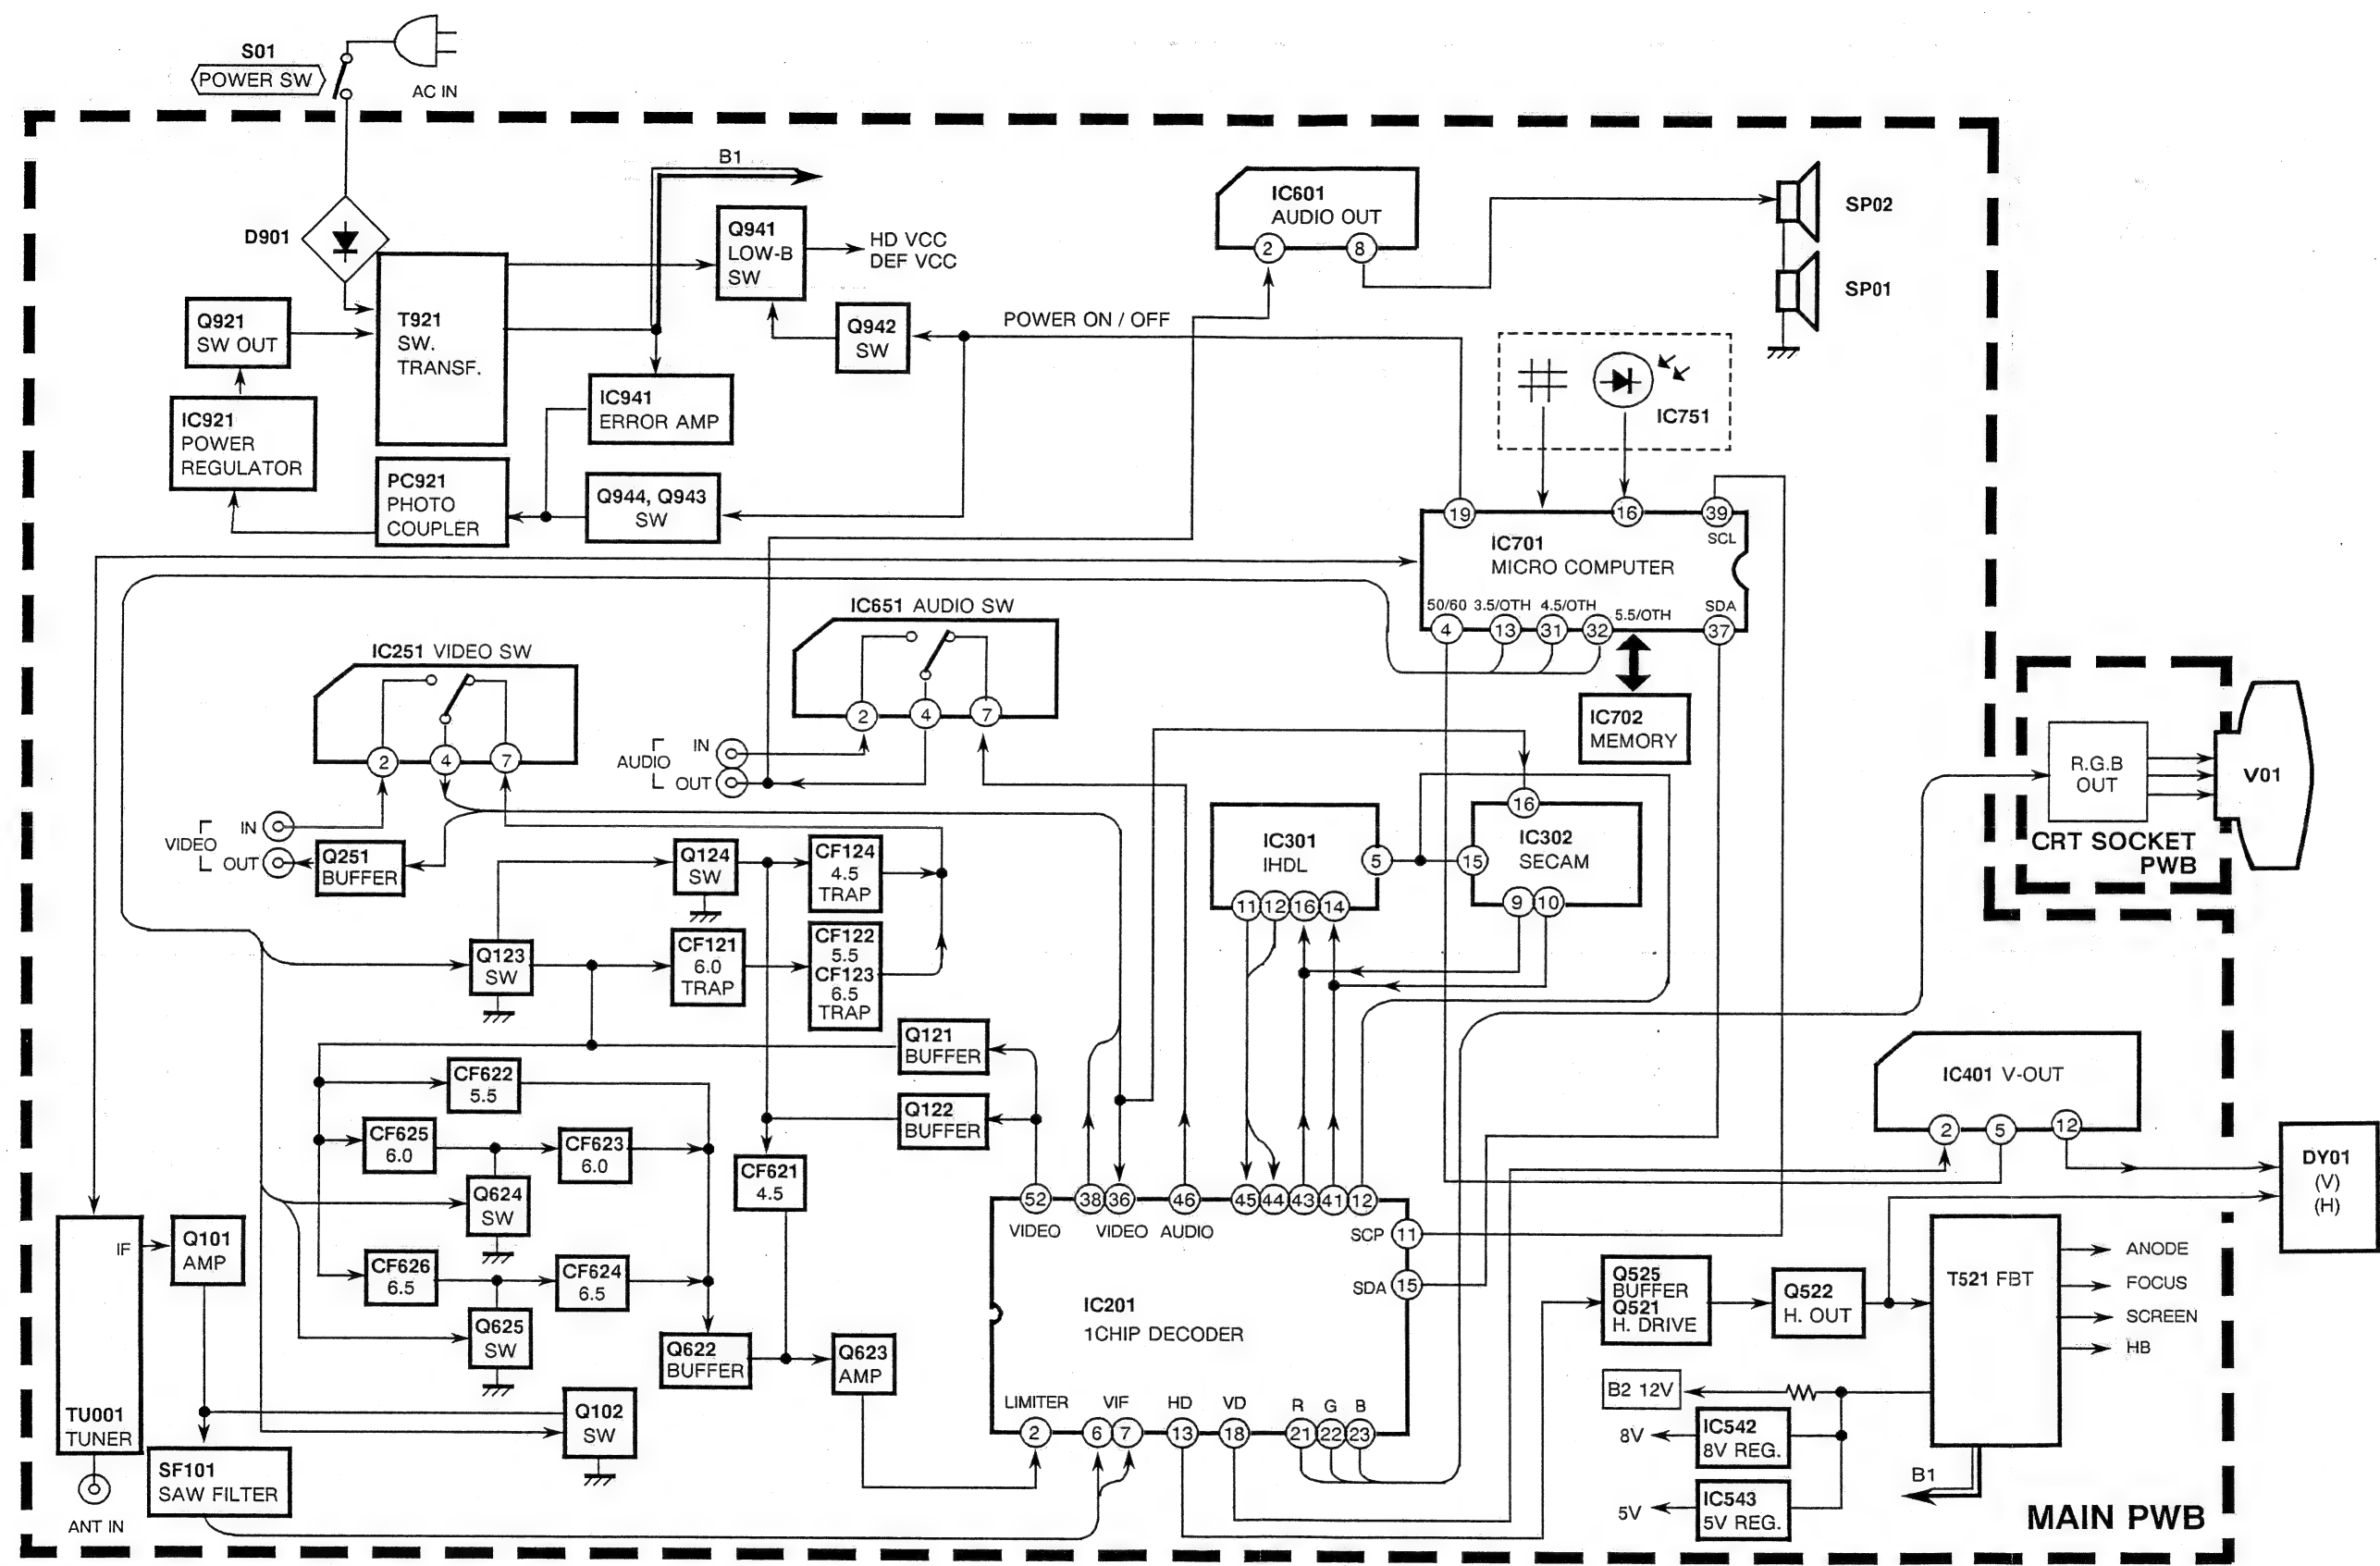 S01
POWER SW
AC IN
B1
D901
Q941
LOW-B
SW
HD VCC
DEF VCC
IC601
AUDIO OUT
2
8
SP02
SP01
Q921
SW OUT
T921
SW.
TRANSF.
Q942
SW
POWER ON / OFF
IC751
IC921
POWER
REGULATOR
IC941
ERROR AMP
PC921
PHOTO
COUPLER
Q944, Q943
SW
19
16
39
SCL
IC701
MICRO COMPUTER
50/60
3.5/OTH
4.5/OTH
5.5/OTH
SDA
4
13
31
32
37
IC702
MEMORY
IC651 AUDIO SW
2
4
7
IC251 VIDEO SW
2
4
7
AUDIO
IN
OUT
VIDEO
IN
OUT
Q251
BUFFER
Q124
SW
CF124
4.5
TRAP
Q123
SW
CF121
6.0
TRAP
CF122
5.5
CF123
6.5
TRAP
IC301
IHDL
5
11
12
16
14
16
IC302
SECAM
15
9
10
R.G.B
OUT
V01
CRT SOCKET
PWB
Q121
BUFFER
Q122
BUFFER
CF622
5.5
CF625
6.0
CF623
6.0
CF621
4.5
Q624
SW
CF626
6.5
CF624
6.5
Q625
SW
Q622
BUFFER
Q623
AMP
Q102
SW
IF
Q101
AMP
TU001
TUNER
SF101
SAW FILTER
ANT IN
52
38
36
46
45
44
43
41
12
VIDEO
VIDEO
AUDIO
SCP
11
SDA
15
IC201
1CHIP DECODER
LIMITER
VIF
HD
VD
R
G
B
2
6
7
13
18
21
22
23
IC401 V-OUT
2
5
12
DY01
(V)
(H)
Q525
BUFFER
Q521
H. DRIVE
Q522
H. OUT
T521 FBT
ANODE
FOCUS
SCREEN
HB
B2 12V
8V
IC542
8V REG.
5V
IC543
5V REG.
B1
MAIN PWB